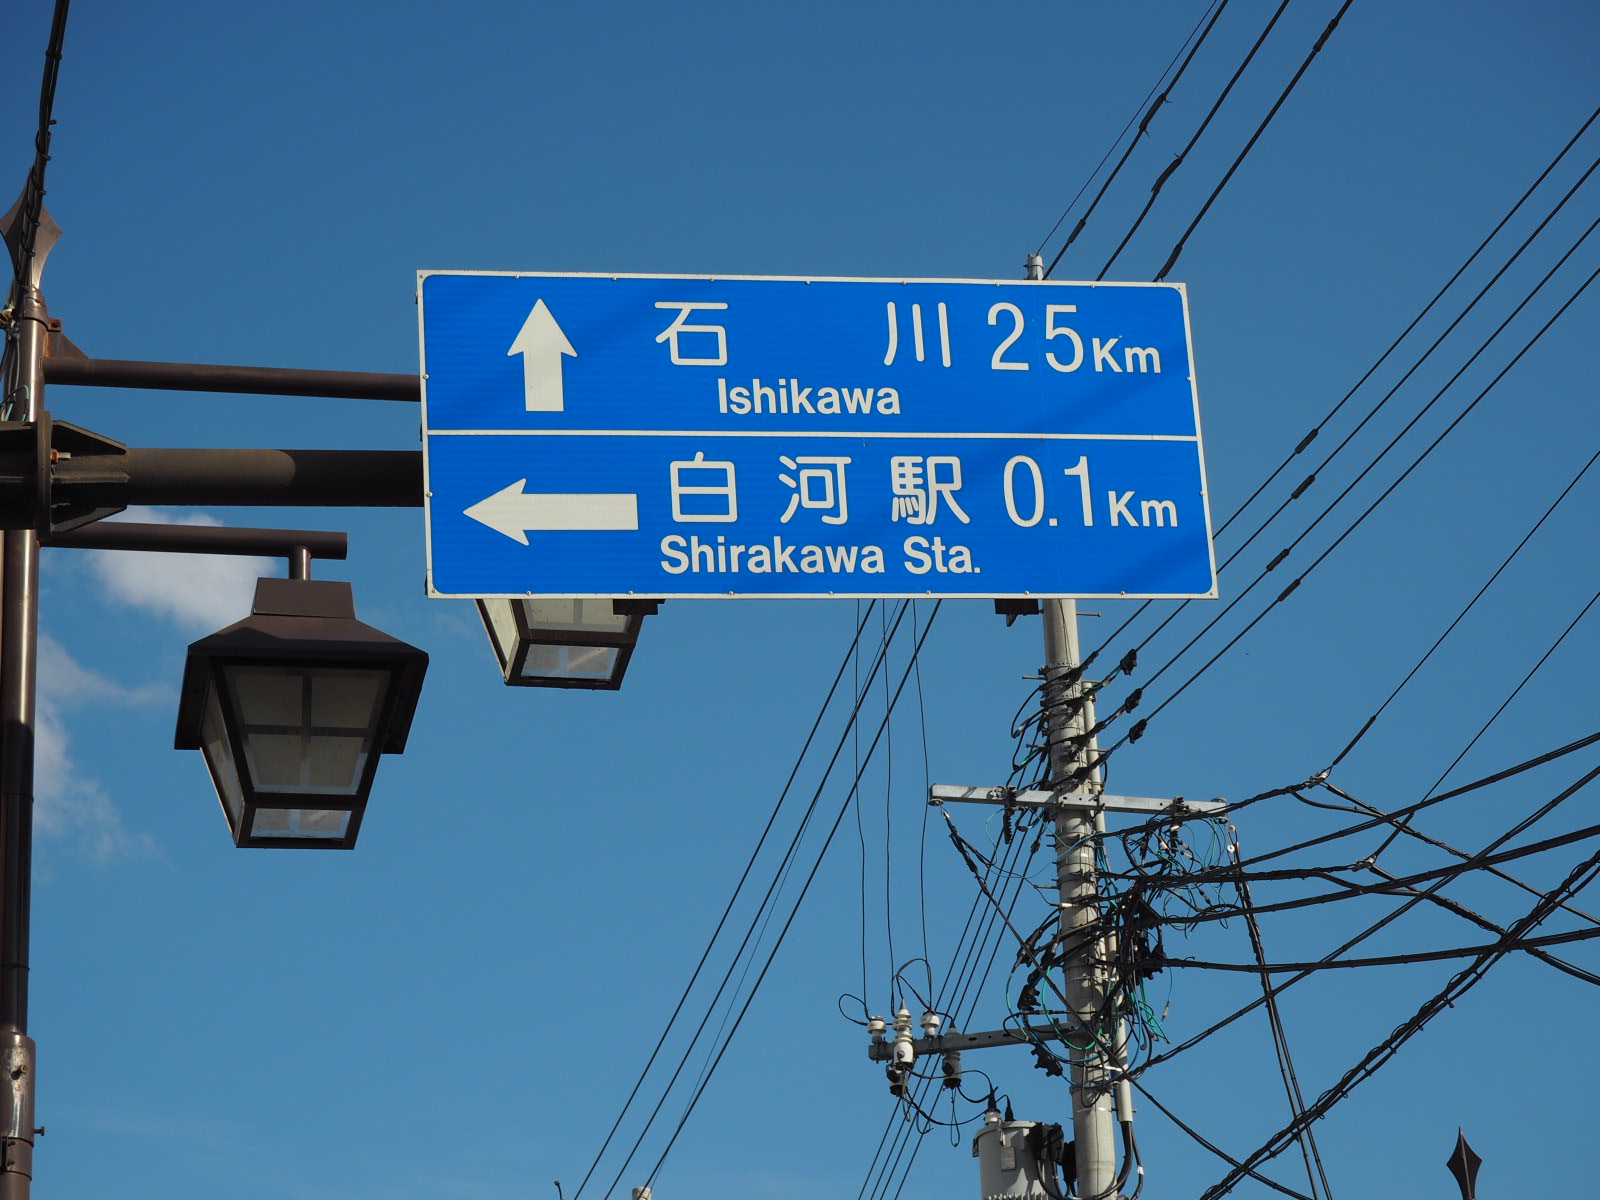 石川 25Km
Ishikawa
白河駅 0.1Km
Shirakawa Sta.